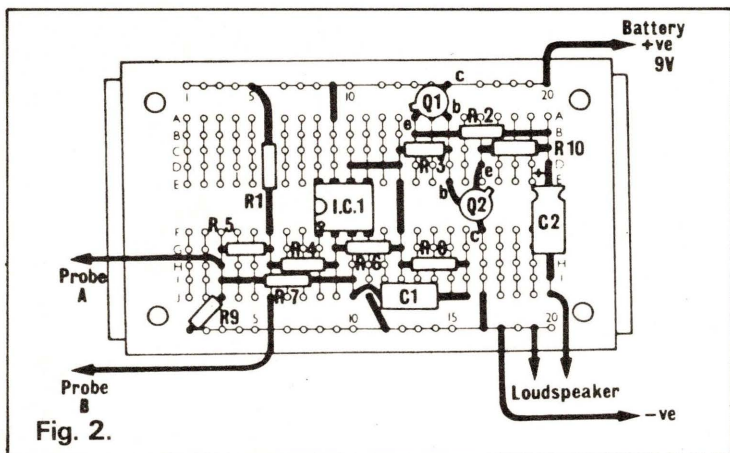 Battery
+ve
9V
1
5
10
20
c
Q1
b
e
A
B
C
D
E
R2
R10
R3
+
R1
I.C.1
b
e
Q2
c
C2
F
G
H
I
J
R5
R4
R6
R8
R7
C1
R9
5
10
15
20
Probe
A
Probe
B
Loudspeaker
-ve
Fig. 2.